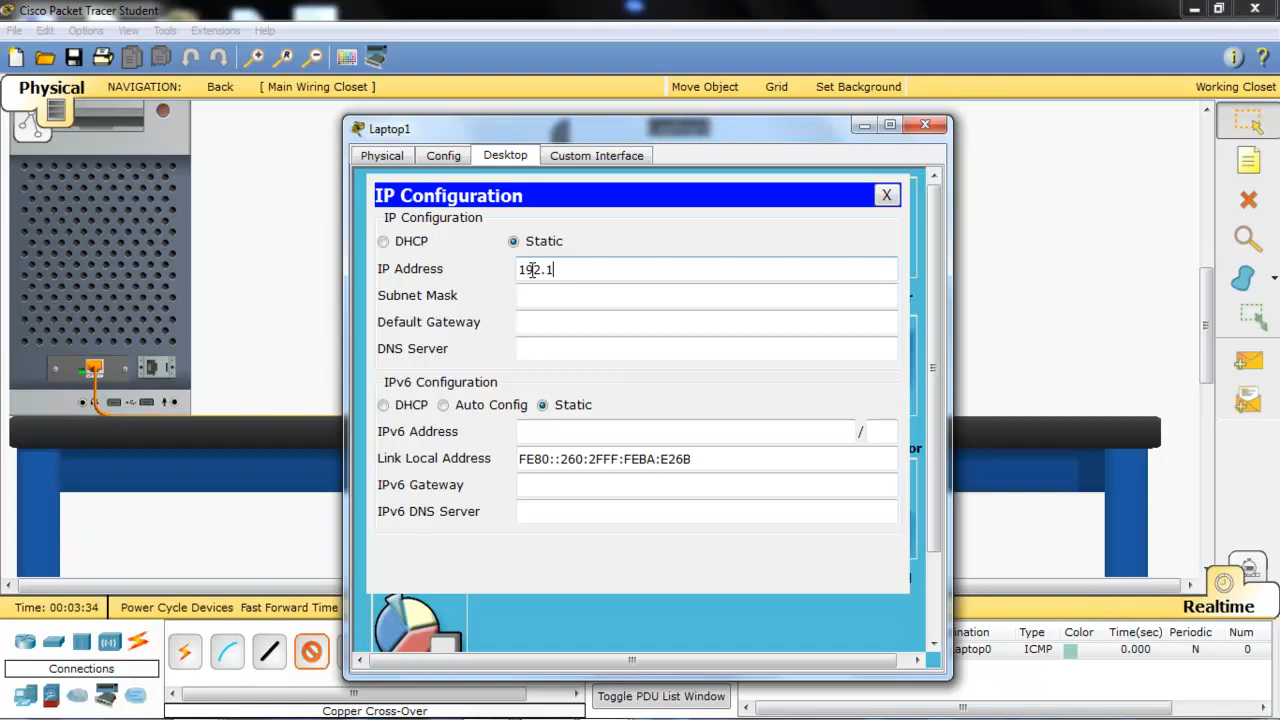 Cisco Packet Tracer Student
File Edit Options View Tools Extensions Help
Physical NAVIGATION: Back [ Main Wiring Closet ] Move Object Grid Set Background Working Closet
Laptop1
Physical Config Desktop Custom Interface
IP Configuration X
IP Configuration
DHCP Static
IP Address 192.1
Subnet Mask
Default Gateway
DNS Server
IPv6 Configuration
DHCP Auto Config Static
IPv6 Address /
Link Local Address FE80::260:2FFF:FEBA:E26B
IPv6 Gateway
IPv6 DNS Server
Time: 00:03:34 Power Cycle Devices Fast Forward Time Realtime
Type Color Time(sec) Periodic Num
ICMP 0.000 N 0
Connections
Toggle PDU List Window
Copper Cross-Over